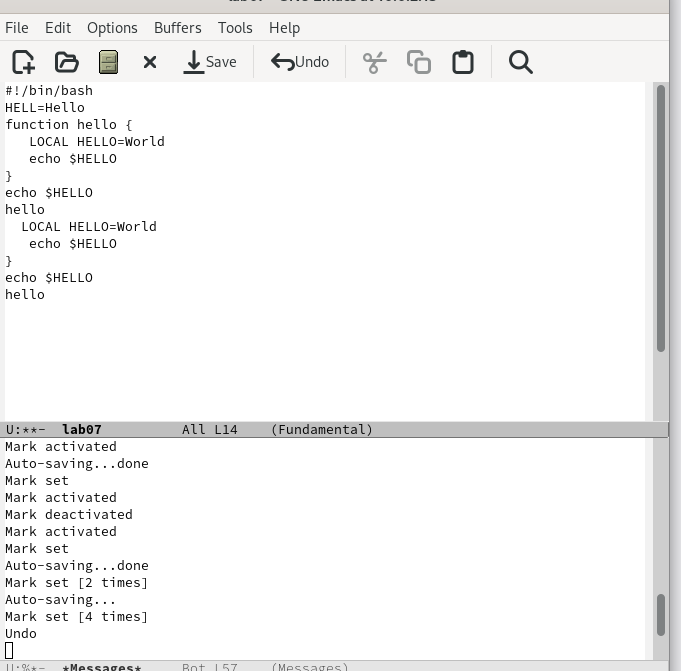 File Edit Options Buffers Tools Help
Save Undo
#!/bin/bash
HELL=Hello
function hello {
   LOCAL HELLO=World
   echo $HELLO
}
echo $HELLO
hello
  LOCAL HELLO=World
   echo $HELLO
}
echo $HELLO
hello
U:**-  lab07          All L14    (Fundamental)
Mark activated
Auto-saving...done
Mark set
Mark activated
Mark deactivated
Mark activated
Mark set
Auto-saving...done
Mark set [2 times]
Auto-saving...
Mark set [4 times]
Undo
U:%*-  *Messages*     Bot L57    (Messages)